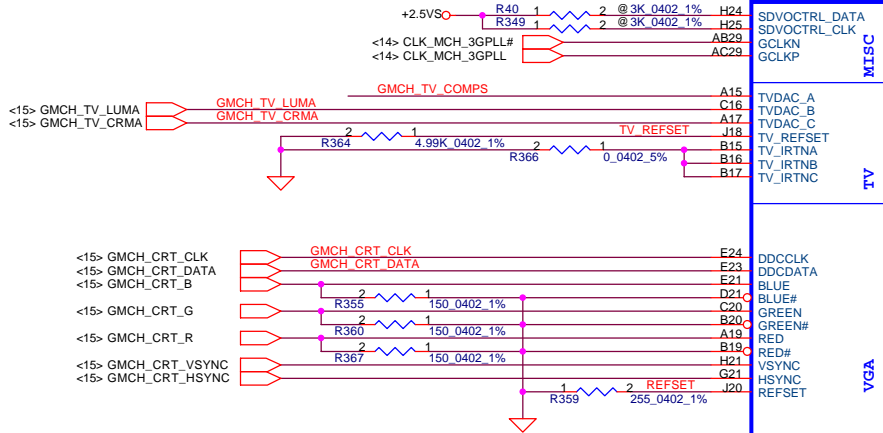 +2.5VS R40 1 2 @3K_0402_1% H24 SDVOCTRL_DATA
R349 1 2 @3K_0402_1% H25 SDVOCTRL_CLK
<14> CLK_MCH_3GPLL# AB29 GCLKN
<14> CLK_MCH_3GPLL AC29 GCLKP
MISC
GMCH_TV_COMPS A15 TVDAC_A
<15> GMCH_TV_LUMA GMCH_TV_LUMA C16 TVDAC_B
<15> GMCH_TV_CRMA GMCH_TV_CRMA A17 TVDAC_C
2 1 TV_REFSET J18 TV_REFSET
R364 4.99K_0402_1% 2 1 B15 TV_IRTNA
R366 0_0402_5% B16 TV_IRTNB
B17 TV_IRTNC
TV
<15> GMCH_CRT_CLK GMCH_CRT_CLK E24 DDCCLK
<15> GMCH_CRT_DATA GMCH_CRT_DATA E23 DDCDATA
<15> GMCH_CRT_B E21 BLUE
2 1 D21 BLUE#
R355 150_0402_1%
<15> GMCH_CRT_G C20 GREEN
2 1 B20 GREEN#
R360 150_0402_1%
<15> GMCH_CRT_R A19 RED
2 1 B19 RED#
R367 150_0402_1%
<15> GMCH_CRT_VSYNC H21 VSYNC
<15> GMCH_CRT_HSYNC G21 HSYNC
1 2 REFSET J20 REFSET
R359 255_0402_1%
VGA